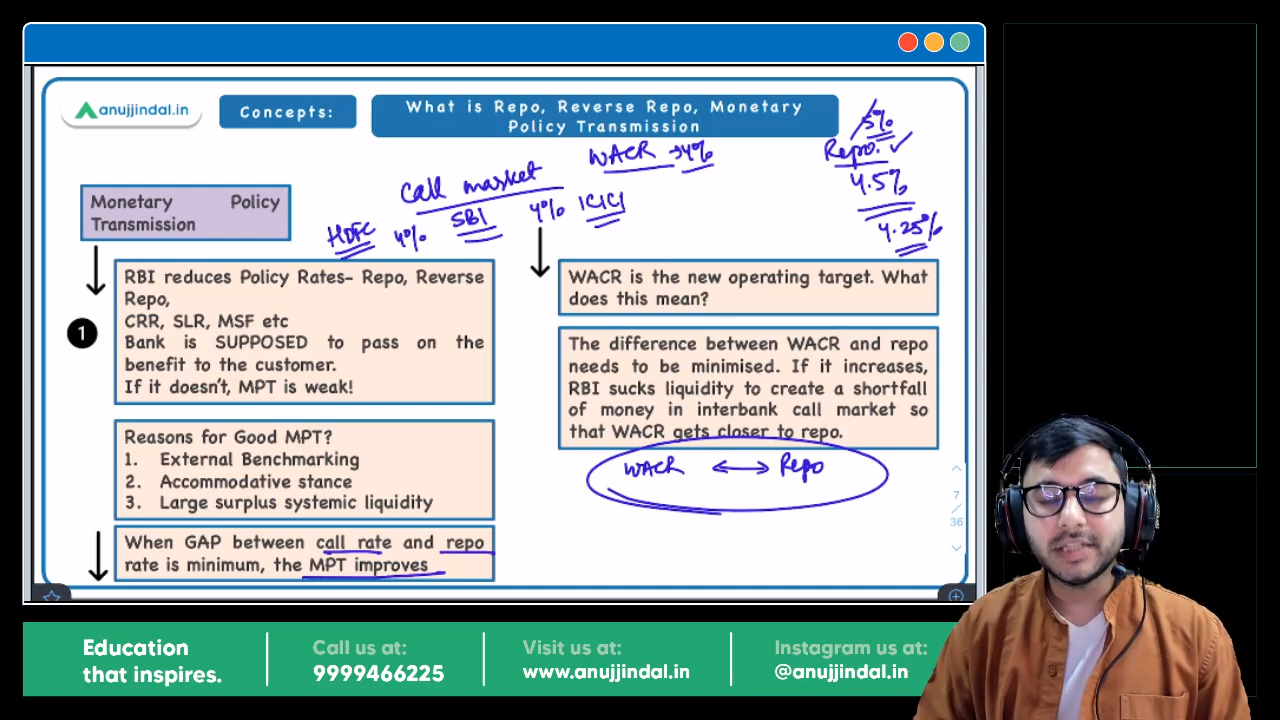 anujjindal.in
Concepts:
What is Repo, Reverse Repo, Monetary
Policy Transmission
5%
Repo.
4.5%
4.25%
WACR → 4%
Call market
HDFC 4% SBI 4% ICICI
Monetary Policy
Transmission
1
RBI reduces Policy Rates- Repo, Reverse
Repo,
CRR, SLR, MSF etc
Bank is SUPPOSED to pass on the
benefit to the customer.
If it doesn't, MPT is weak!
Reasons for Good MPT?
1. External Benchmarking
2. Accommodative stance
3. Large surplus systemic liquidity
When GAP between call rate and repo
rate is minimum, the MPT improves
WACR is the new operating target. What
does this mean?
The difference between WACR and repo
needs to be minimised. If it increases,
RBI sucks liquidity to create a shortfall
of money in interbank call market so
that WACR gets closer to repo.
WACR ↔ Repo
7
/
36
Education
that inspires.
Call us at:
9999466225
Visit us at:
www.anujjindal.in
Instagram us at:
@anujjindal.in